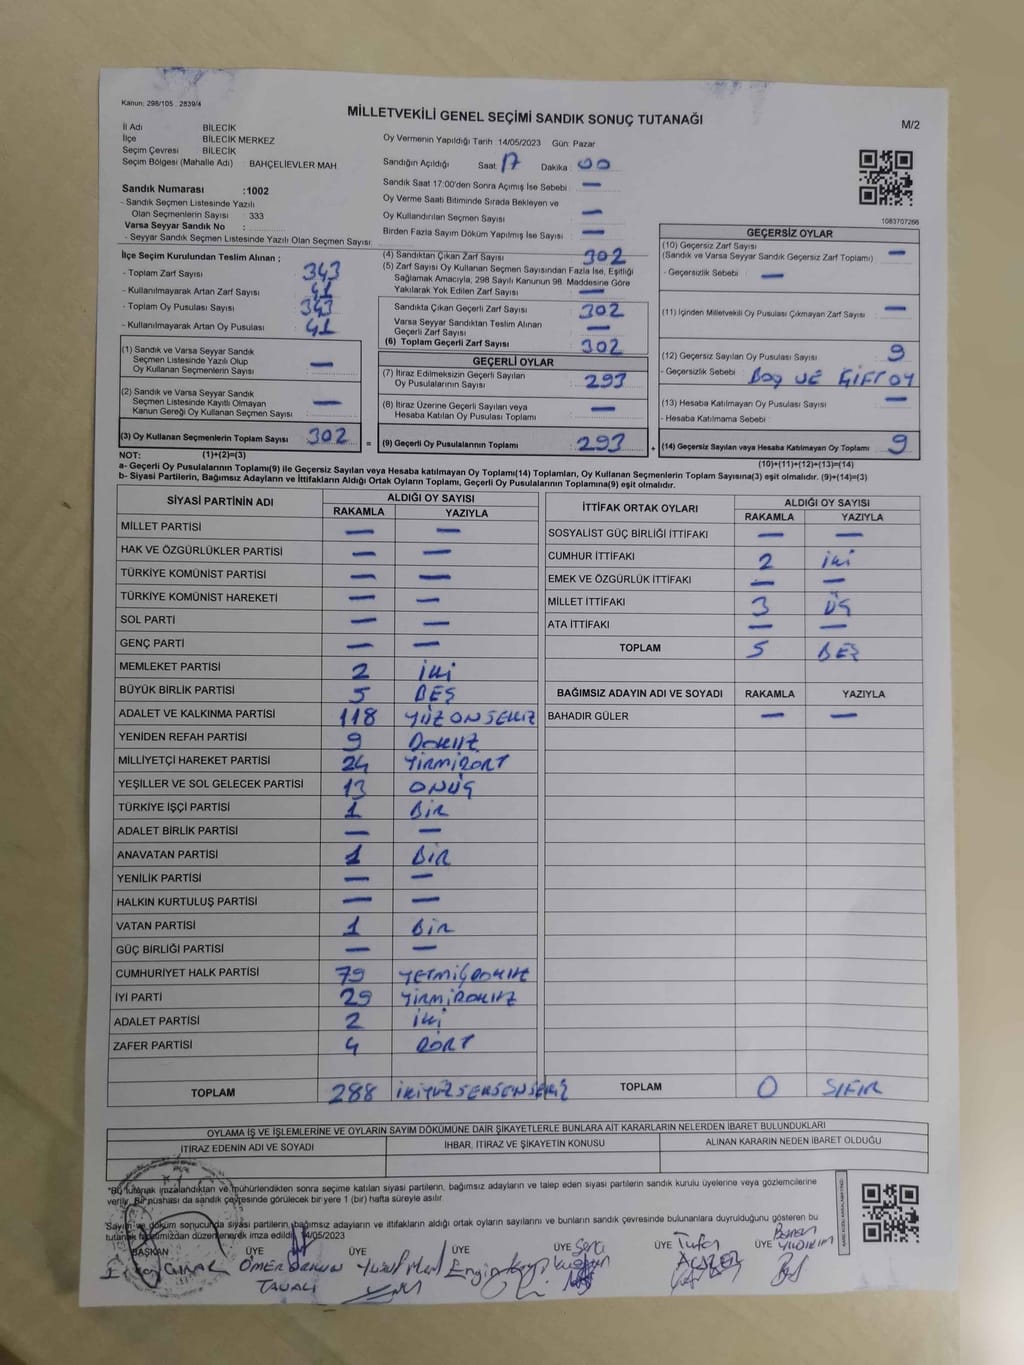 Kanun: 298/105 , 2839/4
MİLLETVEKİLİ GENEL SEÇİMİ SANDIK SONUÇ TUTANAĞI
M/2
İl Adı BİLECİK
İlçe BİLECİK MERKEZ
Seçim Çevresi BİLECİK
Seçim Bölgesi (Mahalle Adı) : BAHÇELİEVLER MAH
Oy Vermenin Yapıldığı Tarih :14/05/2023 Gün: Pazar
Sandığın Açıldığı Saat 17 Dakika : 00
Sandık Saat 17:00'den Sonra Açımış İse Sebebi : —
Oy Verme Saati Bitiminde Sırada Bekleyen ve
Oy Kullandırılan Seçmen Sayısı —
Birden Fazla Sayım Döküm Yapılmış İse Sayısı : —
1083707266
Sandık Numarası :1002
- Sandık Seçmen Listesinde Yazılı
Olan Seçmenlerin Sayısı : 333
Varsa Seyyar Sandık No :
- Seyyar Sandık Seçmen Listesinde Yazılı Olan Seçmen Sayısı:
İlçe Seçim Kurulundan Teslim Alınan ;
- Toplam Zarf Sayısı : 343
- Kullanılmayarak Artan Zarf Sayısı : 41
- Toplam Oy Pusulası Sayısı : 343
- Kullanılmayarak Artan Oy Pusulası : 41
(1) Sandık ve Varsa Seyyar Sandık
Seçmen Listesinde Yazılı Olup
Oy Kullanan Seçmenlerin Sayısı : —
(2) Sandık ve Varsa Seyyar Sandık
Seçmen Listesinde Kayıtlı Olmayan
Kanun Gereği Oy Kullanan Seçmen Sayısı : —
(3) Oy Kullanan Seçmenlerin Toplam Sayısı : 302 =
(4) Sandıktan Çıkan Zarf Sayısı : 302
(5) Zarf Sayısı Oy Kullanan Seçmen Sayısından Fazla İse, Eşitliği
Sağlamak Amacıyla, 298 Sayılı Kanunun 98. Maddesine Göre
Yakılarak Yok Edilen Zarf Sayısı : —
Sandıkta Çıkan Geçerli Zarf Sayısı : 302
Varsa Seyyar Sandıktan Teslim Alınan
Geçerli Zarf Sayısı : —
(6) Toplam Geçerli Zarf Sayısı : 302
GEÇERLİ OYLAR
(7) İtiraz Edilmeksizin Geçerli Sayılan
Oy Pusulalarının Sayısı : 293
(8) İtiraz Üzerine Geçerli Sayılan veya
Hesaba Katılan Oy Pusulası Toplamı : —
(9) Geçerli Oy Pusulalarının Toplamı : 293 +
GEÇERSİZ OYLAR
(10) Geçersiz Zarf Sayısı
(Sandık ve Varsa Seyyar Sandık Geçersiz Zarf Toplamı) : —
- Geçersizlik Sebebi : —
(11) İçinden Milletvekili Oy Pusulası Çıkmayan Zarf Sayısı : —
(12) Geçersiz Sayılan Oy Pusulası Sayısı : 9
- Geçersizlik Sebebi : BOŞ VE ÇİFT OY
(13) Hesaba Katılmayan Oy Pusulası Sayısı : —
- Hesaba Katılmama Sebebi
(14) Geçersiz Sayılan veya Hesaba Katılmayan Oy Toplamı : 9
NOT: (1)+(2)=(3)
(10)+(11)+(12)+(13)=(14)
a- Geçerli Oy Pusulalarının Toplamı(9) ile Geçersiz Sayılan veya Hesaba katılmayan Oy Toplamı(14) Toplamları, Oy Kullanan Seçmenlerin Toplam Sayısına(3) eşit olmalıdır. (9)+(14)=(3)
b- Siyasi Partilerin, Bağımsız Adayların ve İttifakların Aldığı Ortak Oyların Toplamı, Geçerli Oy Pusulalarının Toplamına(9) eşit olmalıdır.
SİYASİ PARTİNİN ADI ALDIĞI OY SAYISI
RAKAMLA YAZIYLA
MİLLET PARTİSİ — —
HAK VE ÖZGÜRLÜKLER PARTİSİ — —
TÜRKİYE KOMÜNİST PARTİSİ — —
TÜRKİYE KOMÜNİST HAREKETİ — —
SOL PARTİ — —
GENÇ PARTİ — —
MEMLEKET PARTİSİ 2 İKİ
BÜYÜK BİRLİK PARTİSİ 5 BEŞ
ADALET VE KALKINMA PARTİSİ 118 YÜZ ONSEKİZ
YENİDEN REFAH PARTİSİ 9 DOKUZ
MİLLİYETÇİ HAREKET PARTİSİ 24 YİRMİDÖRT
YEŞİLLER VE SOL GELECEK PARTİSİ 13 ONÜÇ
TÜRKİYE İŞÇİ PARTİSİ 1 BİR
ADALET BİRLİK PARTİSİ — —
ANAVATAN PARTİSİ 1 BİR
YENİLİK PARTİSİ — —
HALKIN KURTULUŞ PARTİSİ — —
VATAN PARTİSİ 1 BİR
GÜÇ BİRLİĞİ PARTİSİ — —
CUMHURİYET HALK PARTİSİ 79 YETMİŞDOKUZ
İYİ PARTİ 29 YİRMİDOKUZ
ADALET PARTİSİ 2 İKİ
ZAFER PARTİSİ 4 DÖRT
TOPLAM 288 İKİYÜZSEKSENSEKİZ
İTTİFAK ORTAK OYLARI ALDIĞI OY SAYISI
RAKAMLA YAZIYLA
SOSYALİST GÜÇ BİRLİĞİ İTTİFAKI — —
CUMHUR İTTİFAKI 2 İKİ
EMEK VE ÖZGÜRLÜK İTTİFAKI — —
MİLLET İTTİFAKI 3 ÜÇ
ATA İTTİFAKI — —
TOPLAM 5 BEŞ
BAĞIMSIZ ADAYIN ADI VE SOYADI RAKAMLA YAZIYLA
BAHADIR GÜLER — —
TOPLAM 0 SIFIR
OYLAMA İŞ VE İŞLEMLERİNE VE OYLARIN SAYIM DÖKÜMÜNE DAİR ŞİKAYETLERLE BUNLARA AİT KARARLARIN NELERDEN İBARET BULUNDUKLARI
İTİRAZ EDENİN ADI VE SOYADI İHBAR, İTİRAZ VE ŞİKAYETİN KONUSU ALINAN KARARIN NEDEN İBARET OLDUĞU
*Bu tutanak imzalandıktan ve mühürlendikten sonra seçime katılan siyasi partilerin, bağımsız adayların ve talep eden siyasi partilerin sandık kurulu üyelerine veya gözlemcilerine
verilir. Bir nüshası da sandık çevresinde görülecek bir yere 1 (bir) hafta süreyle asılır.
Sayım ve döküm sonucunda siyasi partilerin, bağımsız adayların ve ittifakların aldığı ortak oyların sayılarını ve bunların sandık çevresinde bulunanlara duyrulduğunu gösteren bu
tutanak tarafımızdan düzenlenerek imza edildi. 14/05/2023
BAŞKAN ÜYE ÜYE ÜYE ÜYE ÜYE ÜYE
ÖMER ORHUN
TAVALI
Yusuf
Engin
Tufan
YILDIRIM